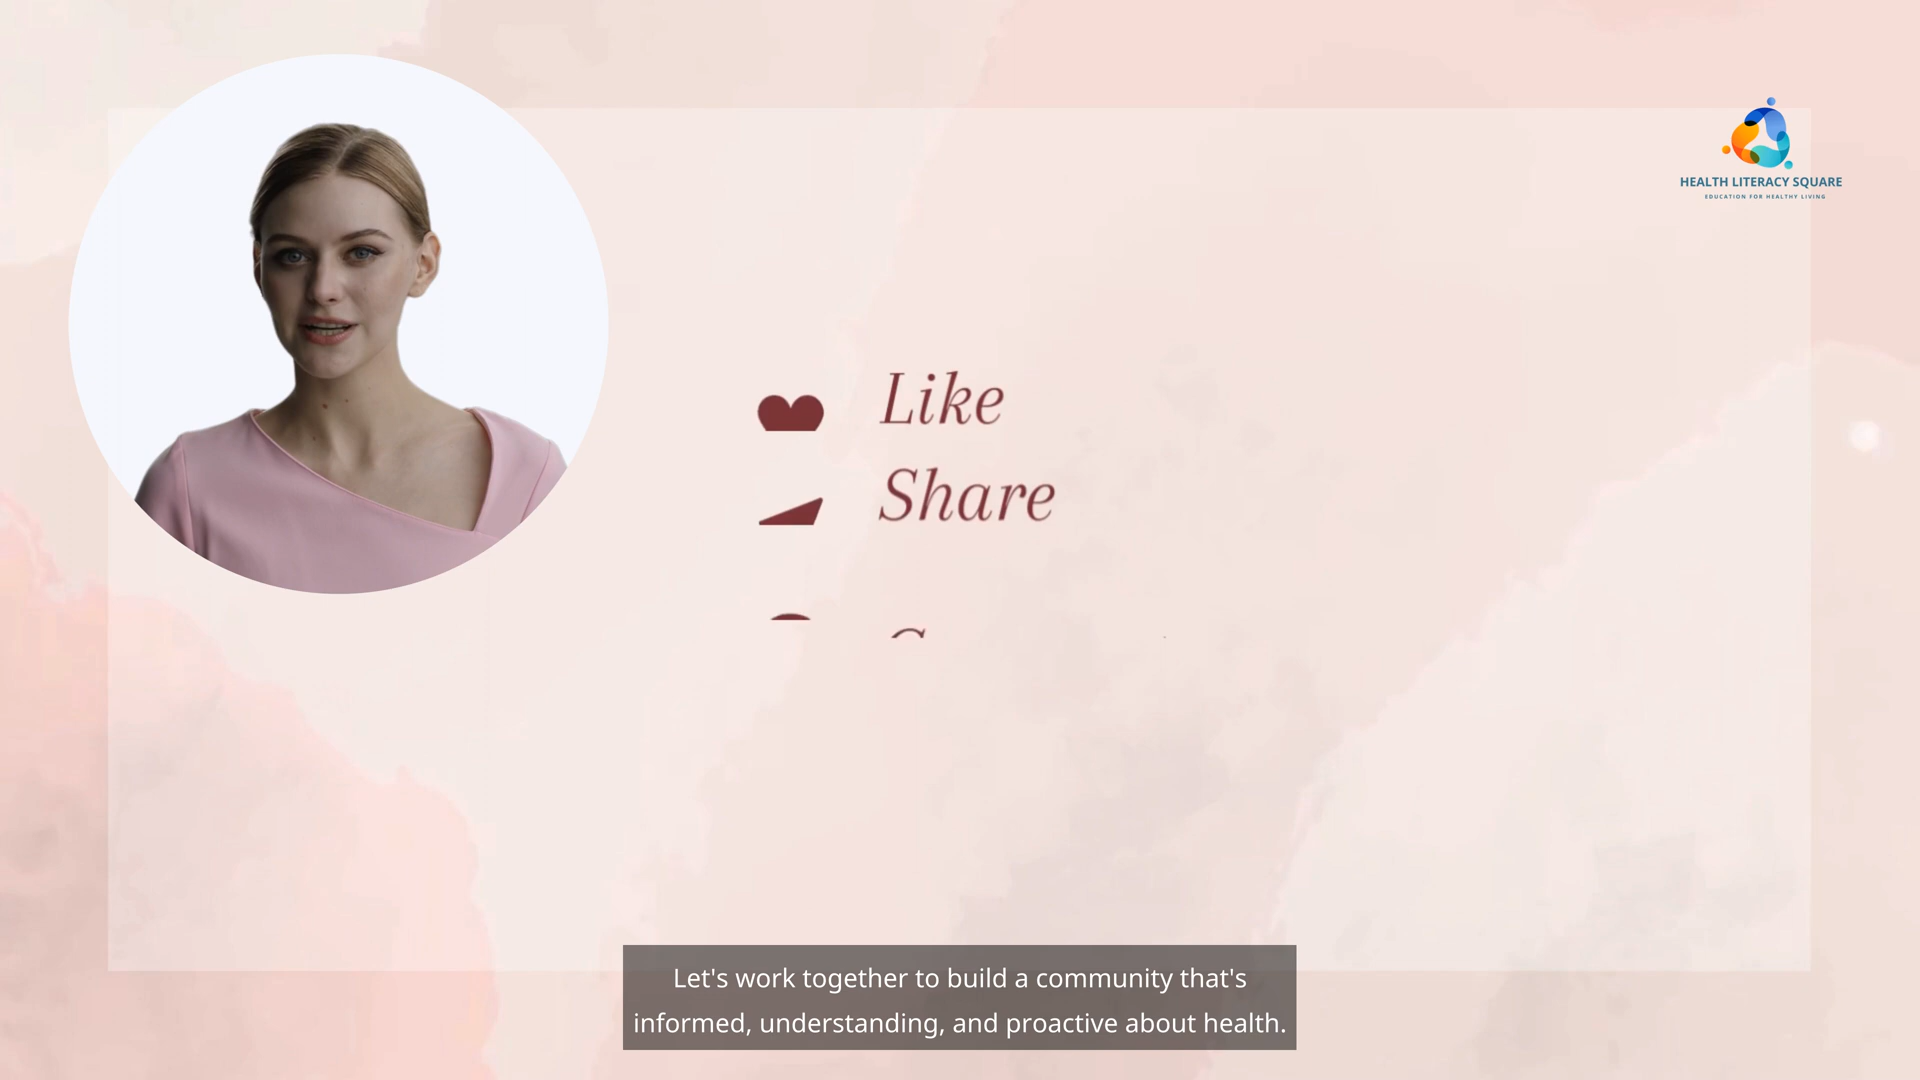 HEALTH LITERACY SQUARE
EDUCATION FOR HEALTHY LIVING
Like
Share
Let's work together to build a community that's
informed, understanding, and proactive about health.